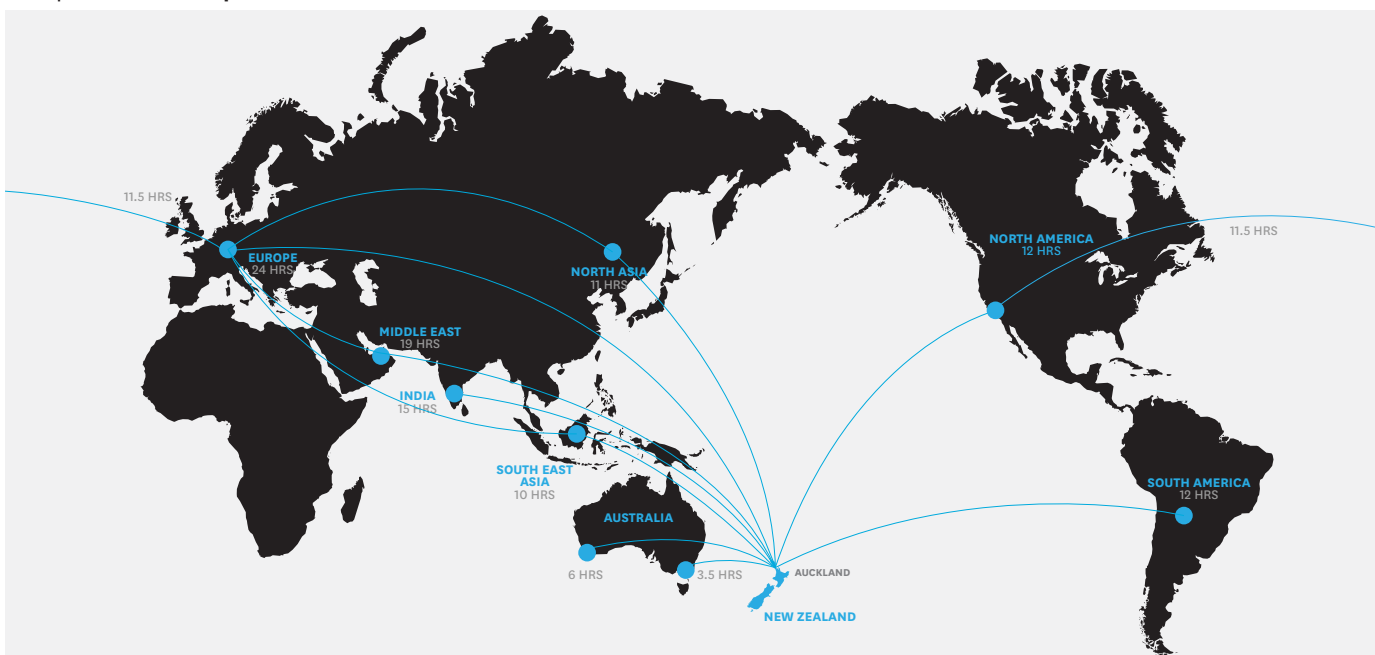 11.5 HRS
EUROPE
24 HRS
NORTH ASIA
11 HRS
NORTH AMERICA
12 HRS
11.5 HRS
MIDDLE EAST
19 HRS
INDIA
15 HRS
SOUTH EAST
ASIA
10 HRS
SOUTH AMERICA
12 HRS
AUSTRALIA
6 HRS
3.5 HRS
AUCKLAND
NEW ZEALAND